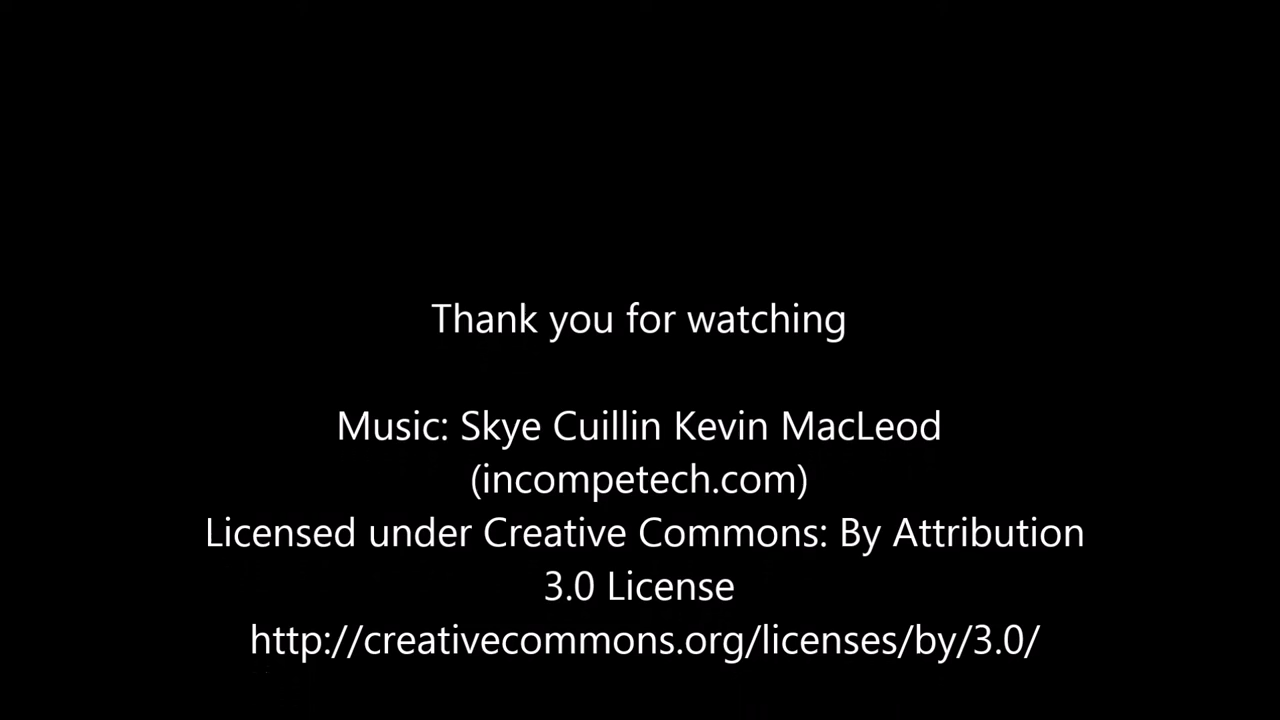 Thank you for watching
Music: Skye Cuillin Kevin MacLeod
(incompetech.com)
Licensed under Creative Commons: By Attribution
3.0 License
http://creativecommons.org/licenses/by/3.0/